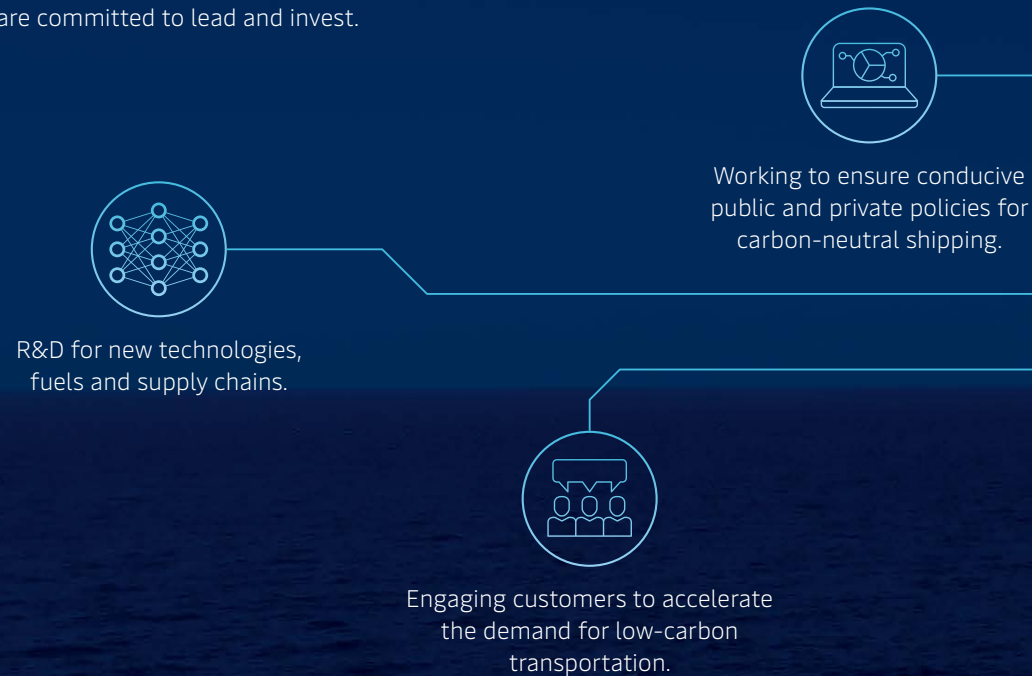 are committed to lead and invest.
Working to ensure conducive
public and private policies for
carbon-neutral shipping.
R&D for new technologies,
fuels and supply chains.
Engaging customers to accelerate
the demand for low-carbon
transportation.